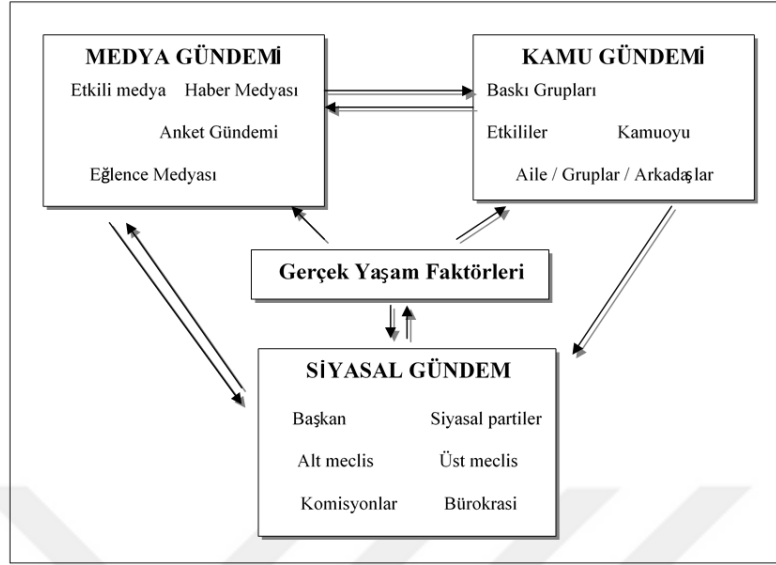 MEDYA GÜNDEMİ
Etkili medya Haber Medyası
Anket Gündemi
Eğlence Medyası
KAMU GÜNDEMİ
Baskı Grupları
Etkililer Kamuoyu
Aile / Gruplar / Arkadaşlar
Gerçek Yaşam Faktörleri
SİYASAL GÜNDEM
Başkan Siyasal partiler
Alt meclis Üst meclis
Komisyonlar Bürokrasi